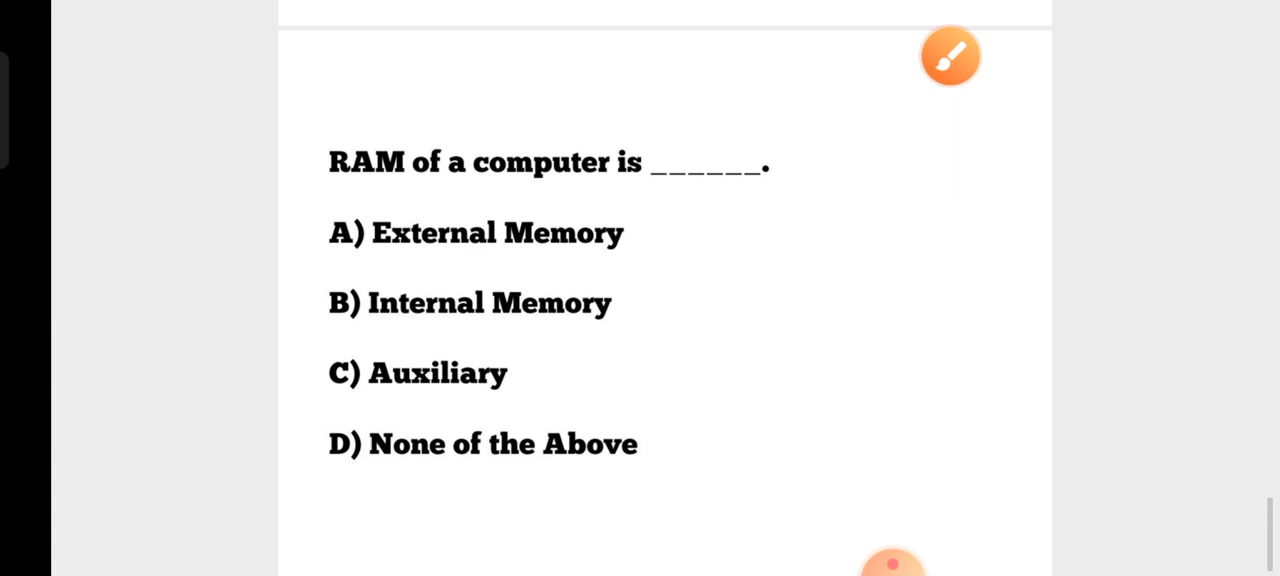 RAM of a computer is ______.
A) External Memory
B) Internal Memory
C) Auxiliary
D) None of the Above